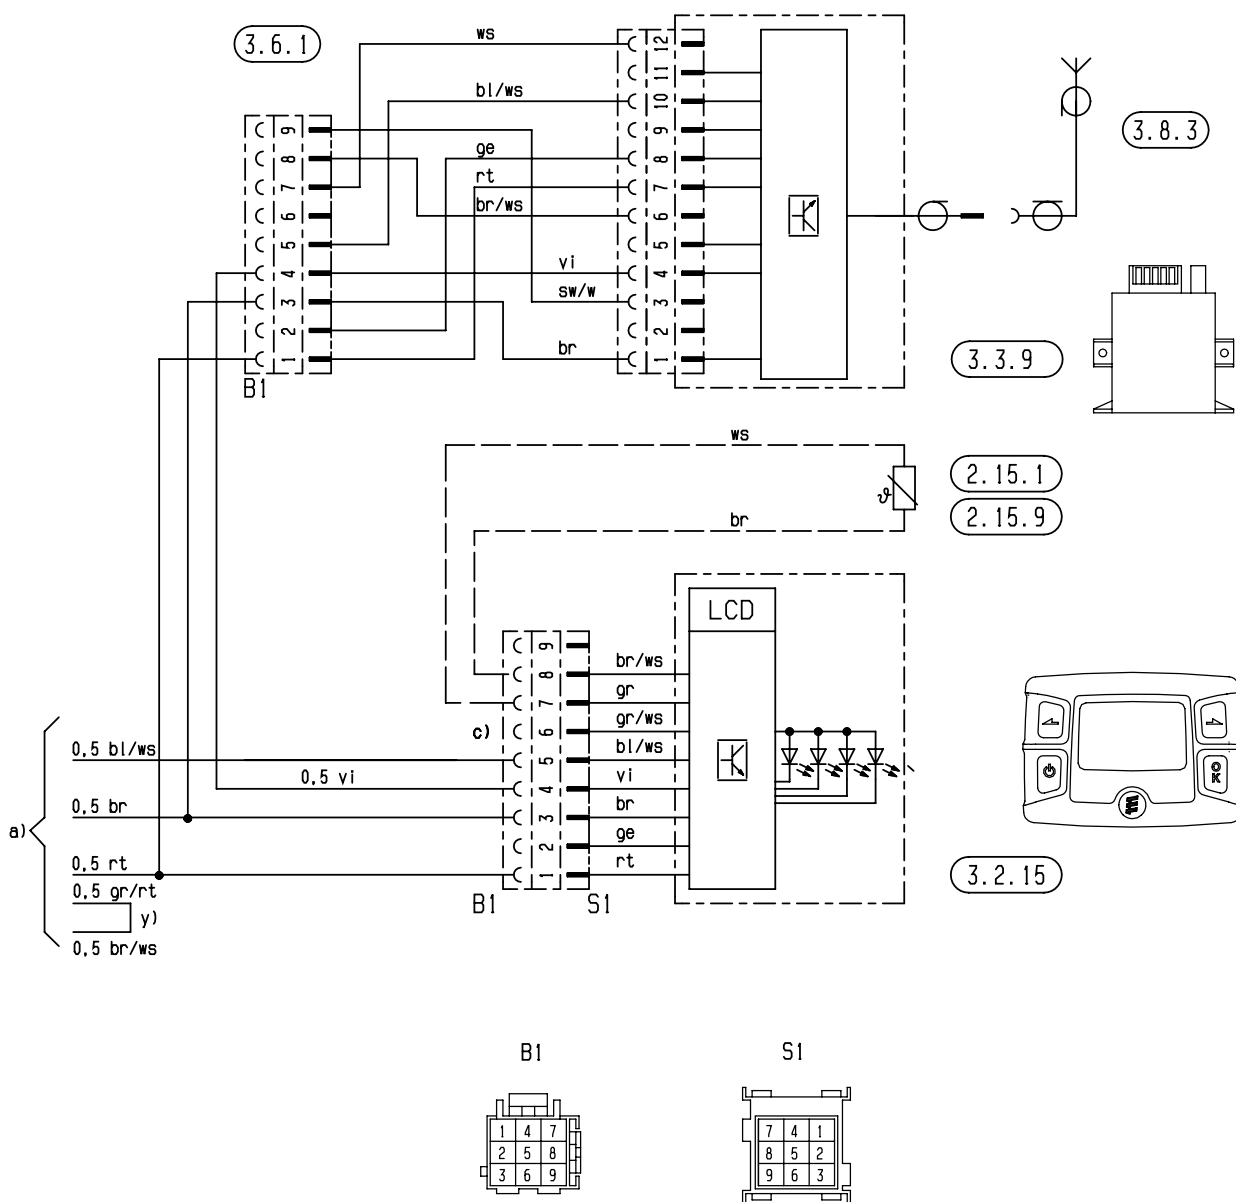 3.6.1
ws
bl/ws
ge
rt
br/ws
vi
sw/w
br
9
8
7
6
5
4
3
2
1
B1
12
11
10
9
8
7
6
5
4
3
2
1
3.8.3
3.3.9
ws
ϑ
br
2.15.1
2.15.9
LCD
9
8
7
6
5
4
3
2
1
c)
br/ws
gr
gr/ws
bl/ws
vi
br
ge
rt
B1
S1
OK
3.2.15
a)
0,5 bl/ws
0,5 vi
0,5 br
0,5 rt
0,5 gr/rt
y)
0,5 br/ws
B1
1 4 7
2 5 8
3 6 9
S1
7 4 1
8 5 2
9 6 3